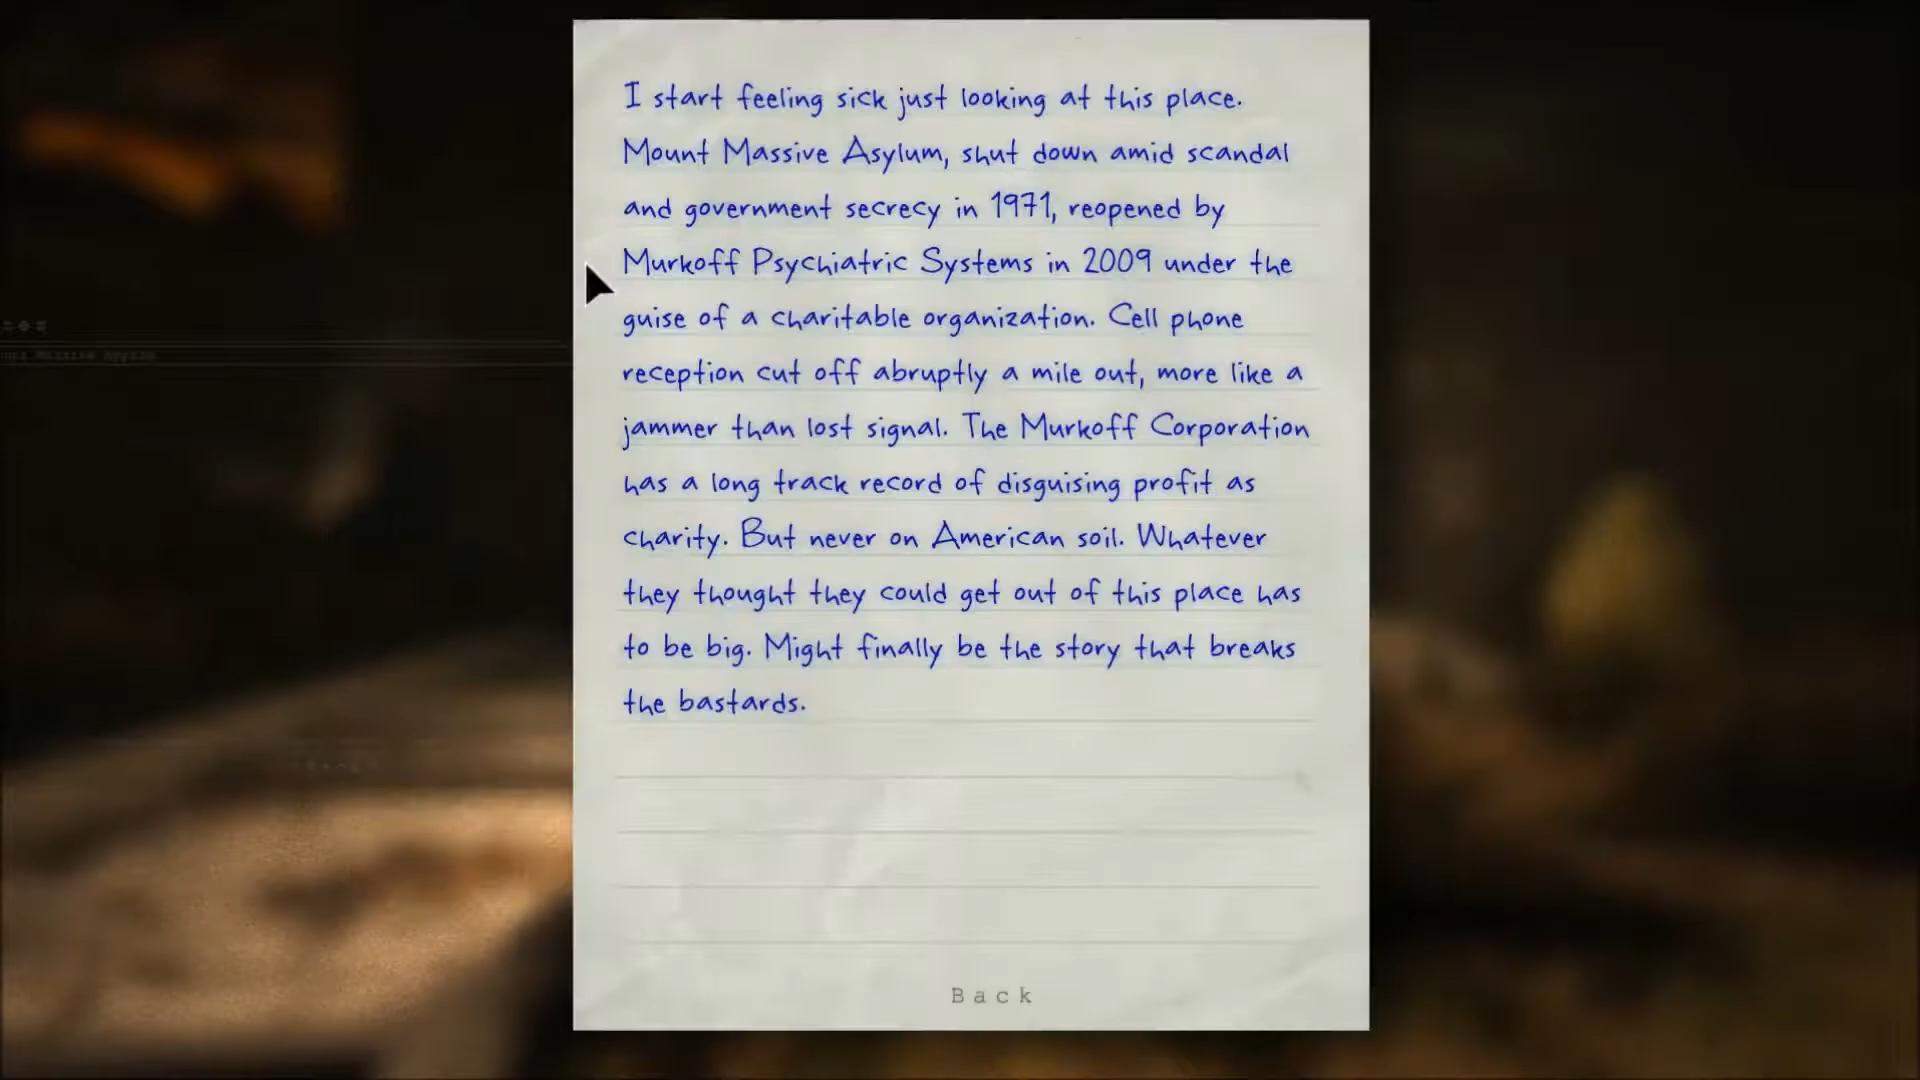 I start feeling sick just looking at this place.
Mount Massive Asylum, shut down amid scandal
and government secrecy in 1971, reopened by
Murkoff Psychiatric Systems in 2009 under the
guise of a charitable organization. Cell phone
reception cut off abruptly a mile out, more like a
jammer than lost signal. The Murkoff Corporation
has a long track record of disguising profit as
charity. But never on American soil. Whatever
they thought they could get out of this place has
to be big. Might finally be the story that breaks
the bastards.
Back